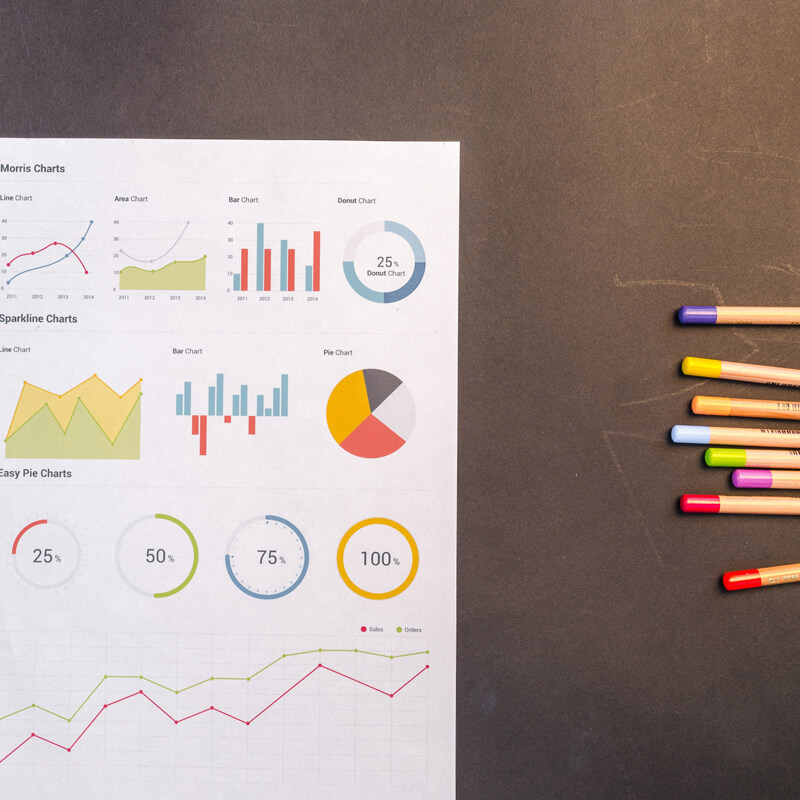 Morris Charts
Line Chart
Area Chart
Bar Chart
Donut Chart
40
30
20
10
0
2011 2012 2013 2014
40
30
20
10
0
2011 2012 2013 2014
40
30
20
10
0
2011 2012 2013 2014
25%
Donut Chart
Sparkline Charts
Line Chart
Bar Chart
Pie Chart
Easy Pie Charts
25%
50%
75%
100%
Sales
Orders